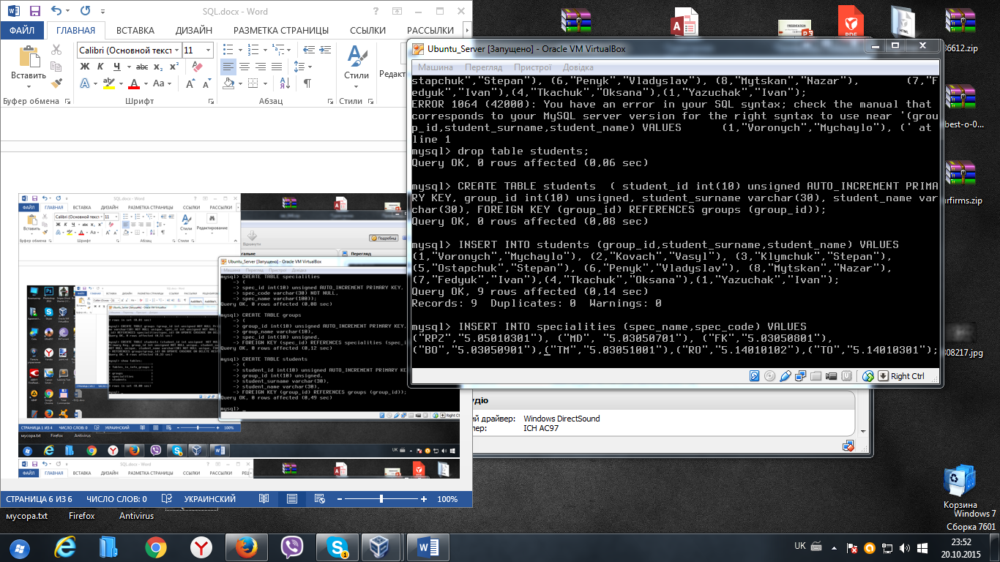 SQL.docx - Word
ФАЙЛ ГЛАВНАЯ ВСТАВКА ДИЗАЙН РАЗМЕТКА СТРАНИЦЫ ССЫЛКИ РАССЫЛКИ
Calibri (Основной текст) 11
Вставить
Ж К Ч abc x₂ x²
Стили
Редакт
Буфер обмена Шрифт Абзац Стили
Ubuntu_Server [Запущено] - Oracle VM VirtualBox
Машина Перегляд Пристрої Довідка
stapchuk","Stepan"), (6,"Penyk","Vladyslav"), (8,"Mytskan","Nazar"), (7,"F
edyuk","Ivan"),(4,"Tkachuk","Oksana"),(1,"Yazuchak","Ivan");
ERROR 1064 (42000): You have an error in your SQL syntax; check the manual that
corresponds to your MySQL server version for the right syntax to use near '(grou
p_id,student_surname,student_name) VALUES (1,"Voronych","Mychaylo"), (' at
line 1
mysql> drop table students;
Query OK, 0 rows affected (0,06 sec)
mysql> CREATE TABLE students ( student_id int(10) unsigned AUTO_INCREMENT PRIMA
RY KEY, group_id int(10) unsigned, student_surname varchar(30), student_name var
char(30), FOREIGN KEY (group_id) REFERENCES groups (group_id));
Query OK, 0 rows affected (0,08 sec)
mysql> INSERT INTO students (group_id,student_surname,student_name) VALUES
(1,"Voronych","Mychaylo"), (2,"Kovach","Vasyl"), (3,"Klymchuk","Stepan"),
(5,"Ostapchuk","Stepan"), (6,"Penyk","Vladyslav"), (8,"Mytskan","Nazar"),
(7,"Fedyuk","Ivan"),(4,"Tkachuk","Oksana"),(1,"Yazuchak","Ivan");
Query OK, 9 rows affected (0,14 sec)
Records: 9 Duplicates: 0 Warnings: 0
mysql> INSERT INTO specialities (spec_name,spec_code) VALUES
("RPZ","5.05010301"), ("MD","5.03050701"), ("FK","5.03050801"),
("BO","5.03050901"),("TM","5.03051001"),("RO","5.14010102"),("TO","5.14010301");
Right Ctrl
SQL.docx - Word
ФАЙЛ ГЛАВНАЯ ВСТАВКА ДИЗАЙН РАЗМЕТКА СТРАНИЦЫ ССЫЛКИ РАССЫЛКИ
Ubuntu_Server [Запущено] - Oracle VM VirtualBox
Машина Перегляд Пристрої Довідка
mysql> CREATE TABLE specialities
-> (
-> spec_id int(10) unsigned AUTO_INCREMENT PRIMARY KEY,
-> spec_code varchar(30) NOT NULL,
-> spec_name varchar(100));
Query OK, 0 rows affected (0,08 sec)
mysql> CREATE TABLE groups
-> (
-> group_id int(10) unsigned AUTO_INCREMENT PRIMARY KEY,
-> group_name varchar(10),
-> spec_id int(10) unsigned,
-> FOREIGN KEY (spec_id) REFERENCES specialities (spec_i
Query OK, 0 rows affected (0,12 sec)
mysql> CREATE TABLE students
-> (
-> student_id int(10) unsigned AUTO_INCREMENT PRIMARY KEY
-> group_id int(10) unsigned,
-> student_surname varchar(30),
-> student_name varchar(30),
-> FOREIGN KEY (group_id) REFERENCES groups (group_id));
Query OK, 0 rows affected (0,49 sec)
mysql> _
СТРАНИЦА 1 ИЗ 4 ЧИСЛО СЛОВ: 0 УКРАИНСКИЙ 100%
мусора.txt Firefox Antivirus
SQL.docx - Word
ФАЙЛ ГЛАВНАЯ ВСТАВКА ДИЗАЙН РАЗМЕТКА СТРАНИЦЫ ССЫЛКИ РАССЫЛКИ РЕЦ
СТРАНИЦА 6 ИЗ 6 ЧИСЛО СЛОВ: 0 УКРАИНСКИЙ 100%
удіо
ий драйвер: Windows DirectSound
лер: ICH AC97
36612.zip
best-o-0...
urfirms.zip
308217.jpg
Корзина
мусора.txt Firefox Antivirus
Windows 7
Сборка 7601
UK
23:52
20.10.2015